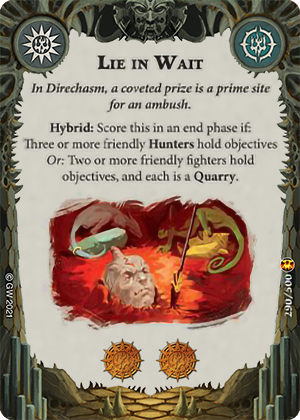 LIE IN WAIT
In Direchasm, a coveted prize is a prime site
for an ambush.
Hybrid: Score this in an end phase if:
Three or more friendly Hunters hold objectives
Or: Two or more friendly fighters hold
objectives, and each is a Quarry.
© GW 2021
290/500